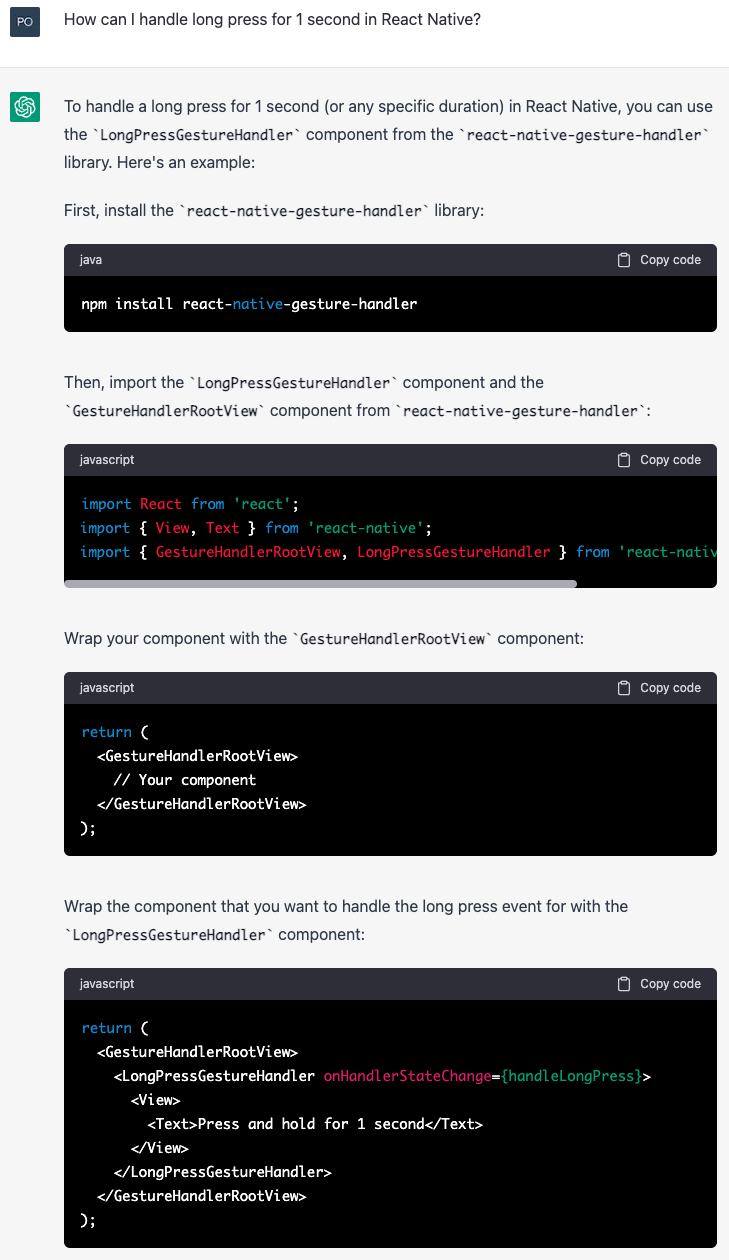 PO
How can I handle long press for 1 second in React Native?
To handle a long press for 1 second (or any specific duration) in React Native, you can use
the `LongPressGestureHandler` component from the `react-native-gesture-handler`
library. Here's an example:
First, install the `react-native-gesture-handler` library:
java
Copy code
npm install react-native-gesture-handler
Then, import the `LongPressGestureHandler` component and the
`GestureHandlerRootView` component from `react-native-gesture-handler`:
javascript
Copy code
import React from 'react';
import { View, Text } from 'react-native';
import { GestureHandlerRootView, LongPressGestureHandler } from 'react-nativ
Wrap your component with the `GestureHandlerRootView` component:
javascript
Copy code
return (
  <GestureHandlerRootView>
    // Your component
  </GestureHandlerRootView>
);
Wrap the component that you want to handle the long press event for with the
`LongPressGestureHandler` component:
javascript
Copy code
return (
  <GestureHandlerRootView>
    <LongPressGestureHandler onHandlerStateChange={handleLongPress}>
      <View>
        <Text>Press and hold for 1 second</Text>
      </View>
    </LongPressGestureHandler>
  </GestureHandlerRootView>
);